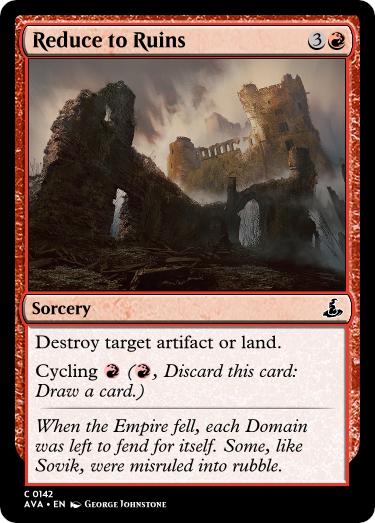 Reduce to Ruins 3
Sorcery
Destroy target artifact or land.
Cycling (, Discard this card:
Draw a card.)
When the Empire fell, each Domain
was left to fend for itself. Some, like
Sovik, were misruled into rubble.
C 0142
AVA • EN George Johnstone